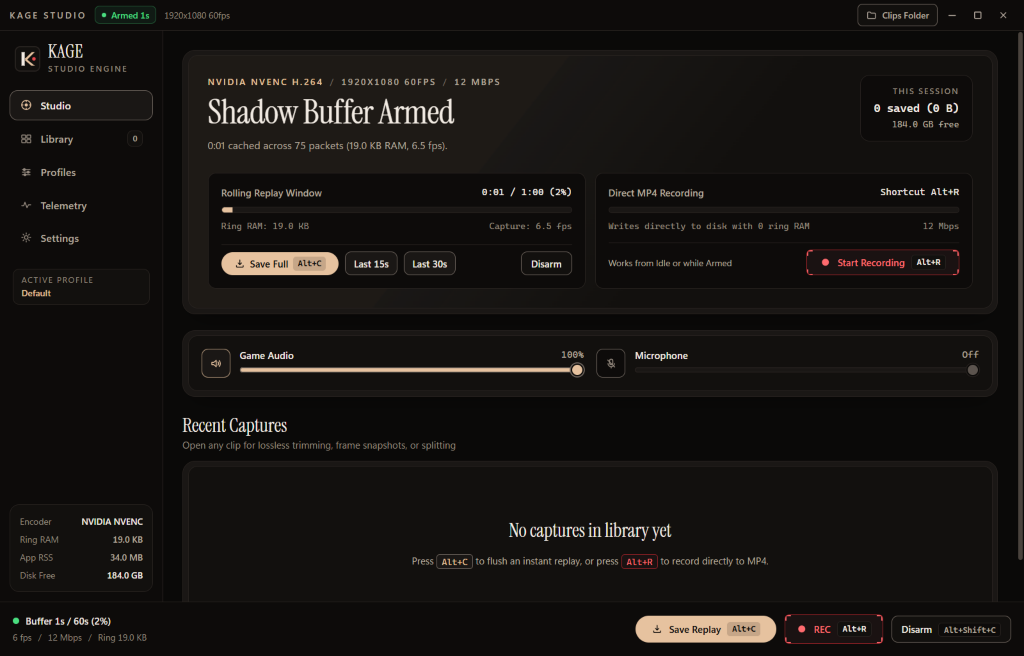 KAGE STUDIO
Armed 1s
1920x1080 60fps
Clips Folder
K
KAGE
STUDIO ENGINE
Studio
Library 0
Profiles
Telemetry
Settings
ACTIVE PROFILE
Default
NVIDIA NVENC H.264 / 1920X1080 60FPS / 12 MBPS
Shadow Buffer Armed
0:01 cached across 75 packets (19.0 KB RAM, 6.5 fps).
THIS SESSION
0 saved (0 B)
184.0 GB free
Rolling Replay Window 0:01 / 1:00 (2%)
Ring RAM: 19.0 KB Capture: 6.5 fps
Save Full Alt+C Last 15s Last 30s Disarm
Direct MP4 Recording Shortcut Alt+R
Writes directly to disk with 0 ring RAM 12 Mbps
Works from Idle or while Armed Start Recording Alt+R
Game Audio 100%
Microphone Off
Recent Captures
Open any clip for lossless trimming, frame snapshots, or splitting
No captures in library yet
Press Alt+C to flush an instant replay, or press Alt+R to record directly to MP4.
Encoder NVIDIA NVENC
Ring RAM 19.0 KB
App RSS 34.0 MB
Disk Free 184.0 GB
Buffer 1s / 60s (2%)
6 fps / 12 Mbps / Ring 19.0 KB
Save Replay Alt+C REC Alt+R Disarm Alt+Shift+C